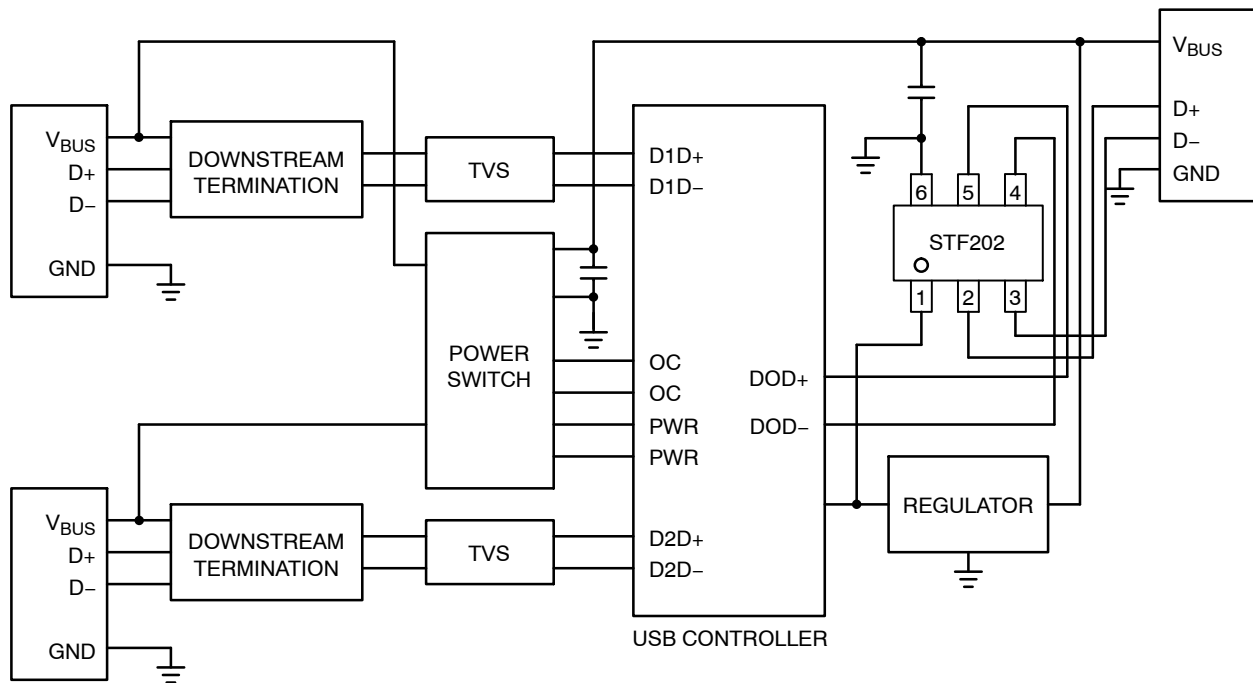 VBUS
D+
D−
GND
DOWNSTREAM
TERMINATION
TVS
POWER
SWITCH
D1D+
D1D−
OC
OC
PWR
PWR
D2D+
D2D−
DOD+
DOD−
USB CONTROLLER
6
5
4
STF202
1
2
3
REGULATOR
VBUS
D+
D−
GND
VBUS
D+
D−
GND
DOWNSTREAM
TERMINATION
TVS